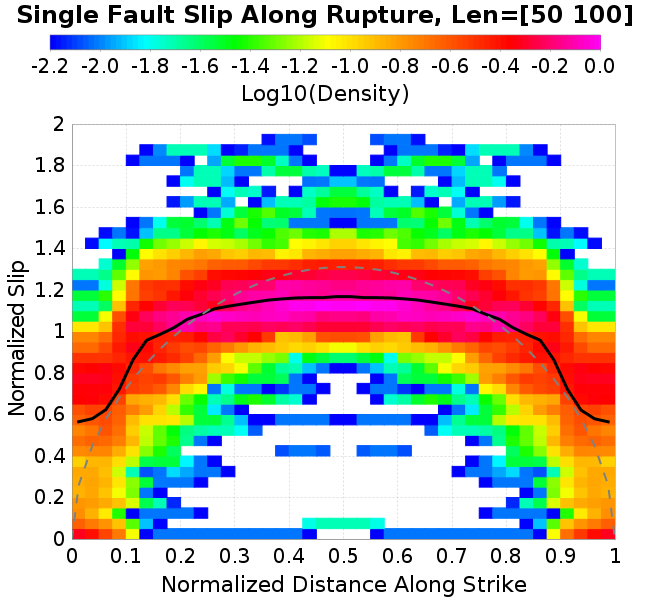 Single Fault Slip Along Rupture, Len=[50 100]
-2.2 -2.0 -1.8 -1.6 -1.4 -1.2 -1.0 -0.8 -0.6 -0.4 -0.2 0.0
Log10(Density)
2
1.8
1.6
1.4
1.2
1
0.8
0.6
0.4
0.2
0
Normalized Slip
0 0.1 0.2 0.3 0.4 0.5 0.6 0.7 0.8 0.9 1
Normalized Distance Along Strike